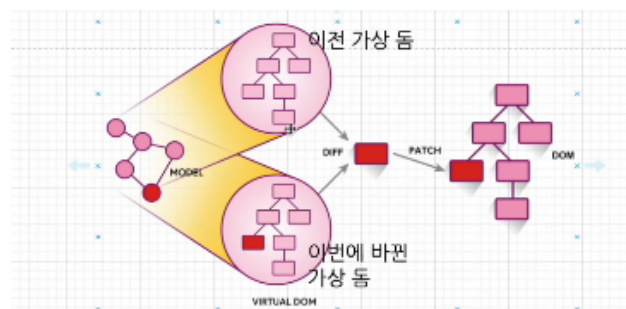 이전 가상 돔
MODEL
DIFF
PATCH
DOM
이번에 바뀐
가상 돔
VIRTUAL DOM